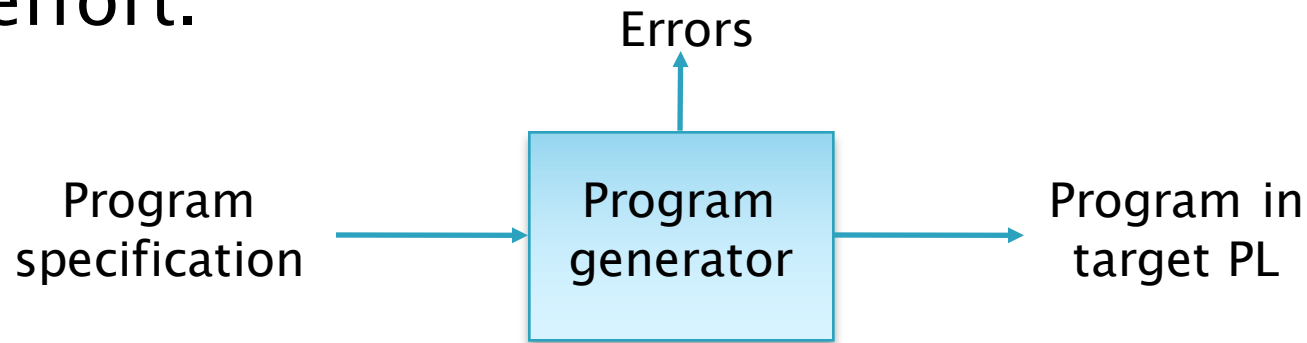 effort.
Errors
Program
specification
Program
generator
Program in
target PL